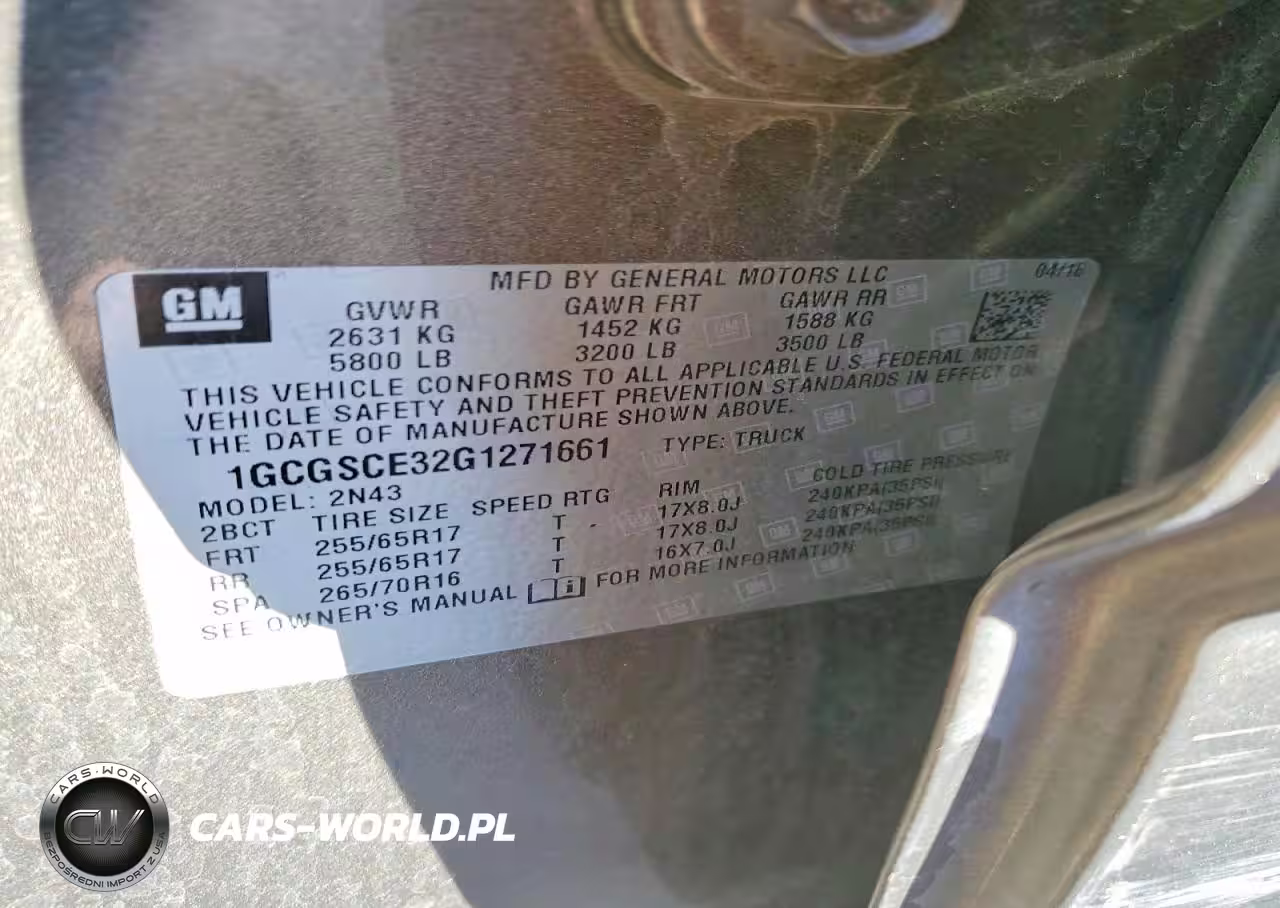 GM
MFD BY GENERAL MOTORS LLC 04/16
GVWR GAWR FRT GAWR RR
2631 KG 1452 KG 1588 KG
5800 LB 3200 LB 3500 LB
THIS VEHICLE CONFORMS TO ALL APPLICABLE U.S. FEDERAL MOTOR
VEHICLE SAFETY AND THEFT PREVENTION STANDARDS IN EFFECT ON
THE DATE OF MANUFACTURE SHOWN ABOVE.
1GCGSCE32G1271661 TYPE: TRUCK
MODEL: 2N43
2BCT TIRE SIZE SPEED RTG RIM COLD TIRE PRESSURE
FRT 255/65R17 T 17X8.0J 240KPA(35PSI)
RR 255/65R17 T 17X8.0J 240KPA(35PSI)
SPA 265/70R16 T 16X7.0J 240KPA(35PSI)
SEE OWNER'S MANUAL FOR MORE INFORMATION
CARS-WORLD
CW
BEZPOŚREDNI IMPORT Z USA
CARS-WORLD.PL